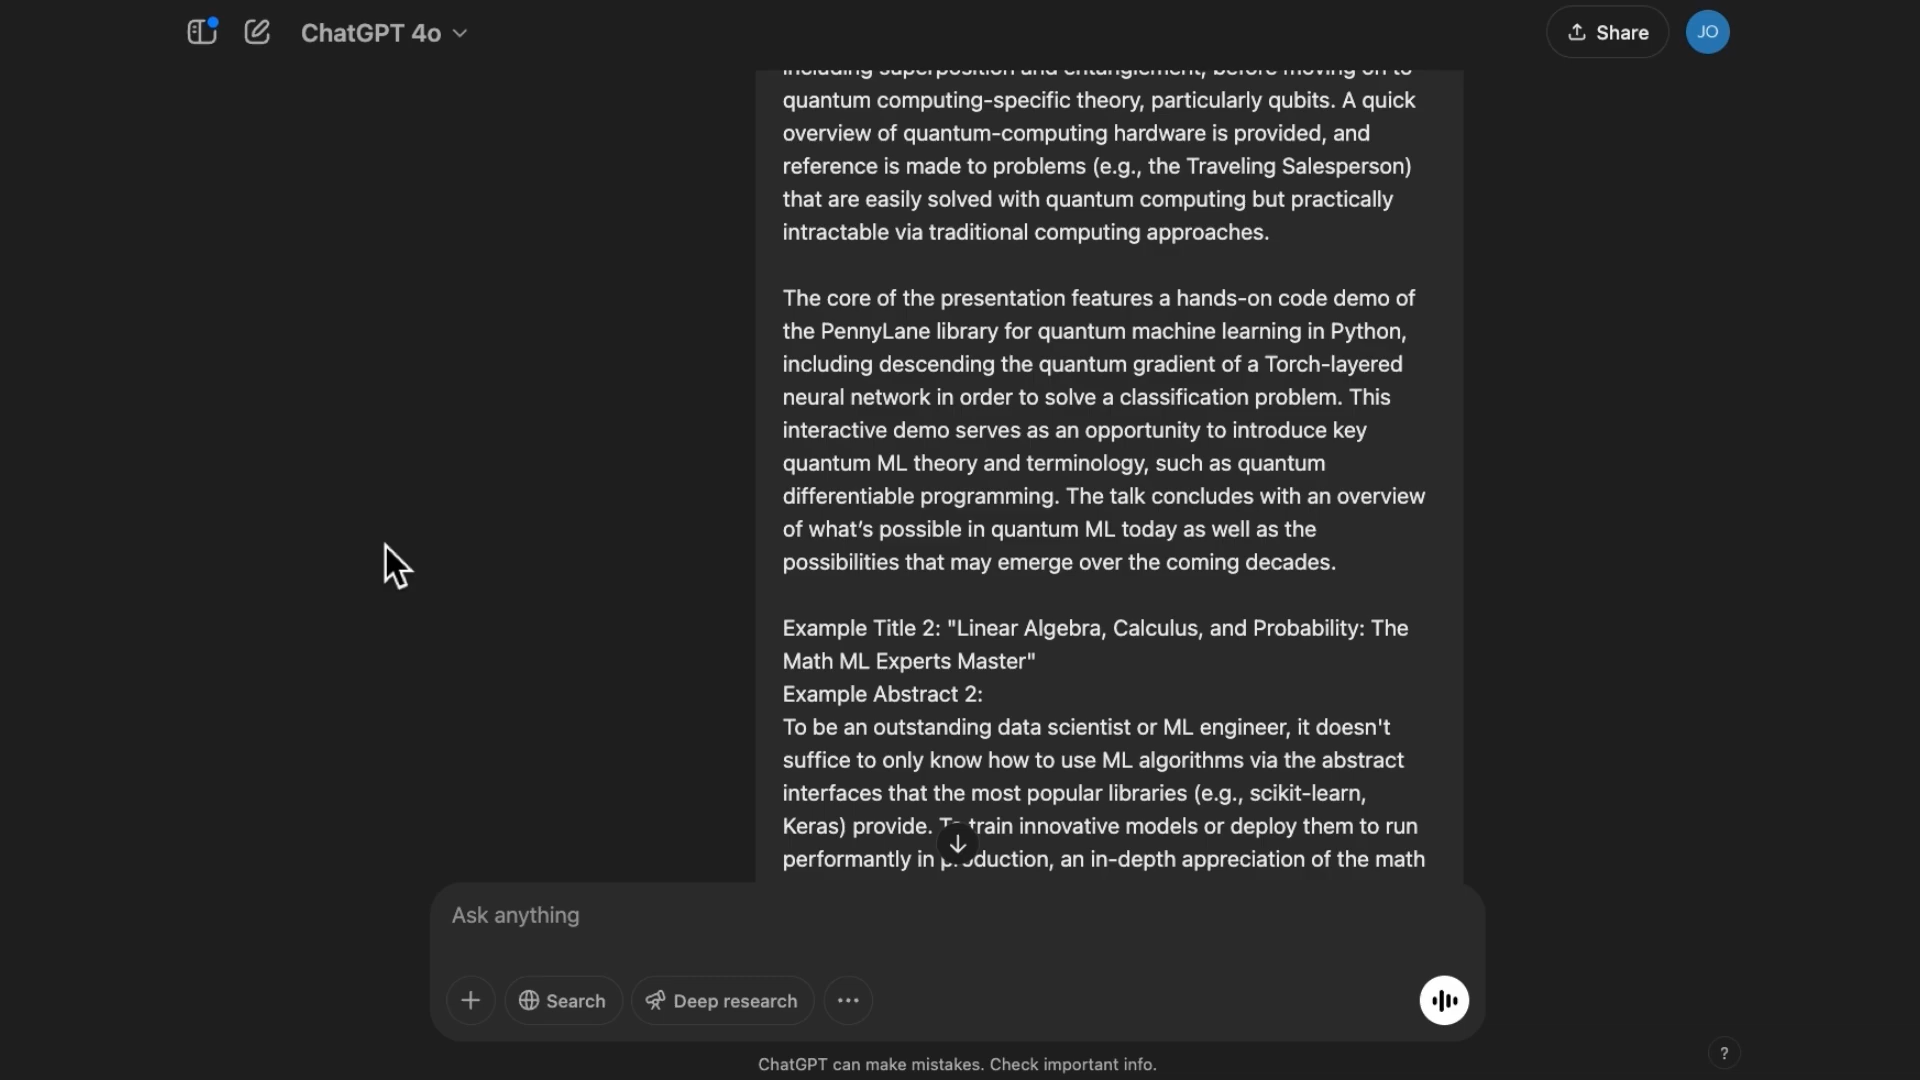 ChatGPT 4o
Share
JO
including superposition and entanglement, before moving on to
quantum computing-specific theory, particularly qubits. A quick
overview of quantum-computing hardware is provided, and
reference is made to problems (e.g., the Traveling Salesperson)
that are easily solved with quantum computing but practically
intractable via traditional computing approaches.
The core of the presentation features a hands-on code demo of
the PennyLane library for quantum machine learning in Python,
including descending the quantum gradient of a Torch-layered
neural network in order to solve a classification problem. This
interactive demo serves as an opportunity to introduce key
quantum ML theory and terminology, such as quantum
differentiable programming. The talk concludes with an overview
of what's possible in quantum ML today as well as the
possibilities that may emerge over the coming decades.
Example Title 2: "Linear Algebra, Calculus, and Probability: The
Math ML Experts Master"
Example Abstract 2:
To be an outstanding data scientist or ML engineer, it doesn't
suffice to only know how to use ML algorithms via the abstract
interfaces that the most popular libraries (e.g., scikit-learn,
Keras) provide. To train innovative models or deploy them to run
performantly in production, an in-depth appreciation of the math
Ask anything
Search
Deep research
ChatGPT can make mistakes. Check important info.
?